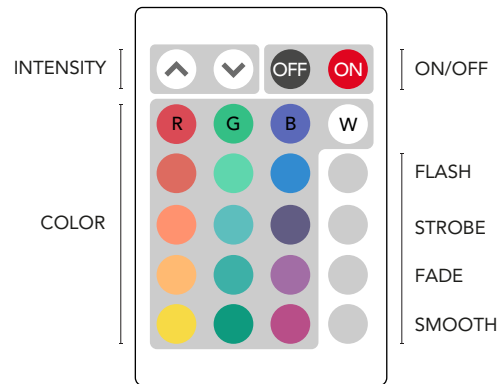 INTENSITY
OFF
ON
ON/OFF
R
G
B
W
COLOR
FLASH
STROBE
FADE
SMOOTH